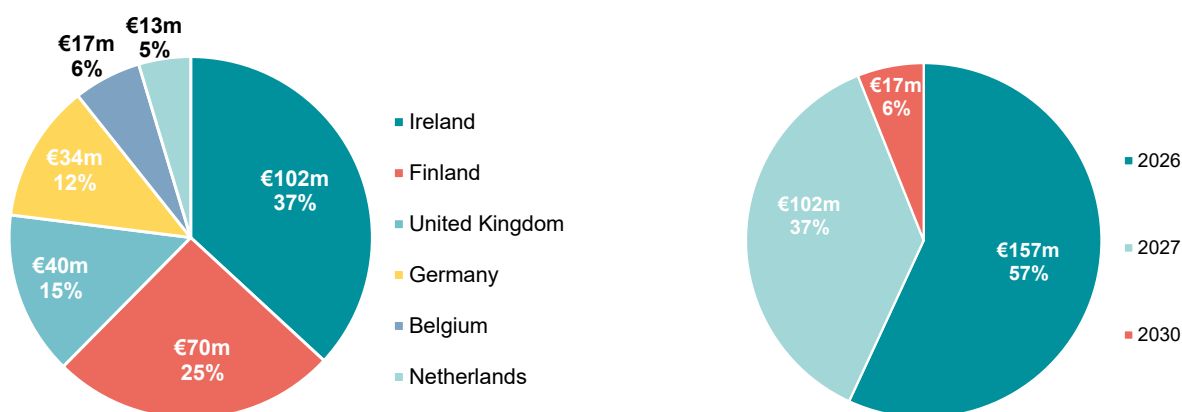 €13m
5%
€17m
6%
€102m
37%
€70m
25%
€40m
15%
€34m
12%
Ireland
Finland
United Kingdom
Germany
Belgium
Netherlands
€17m
6%
€102m
37%
€157m
57%
2026
2027
2030